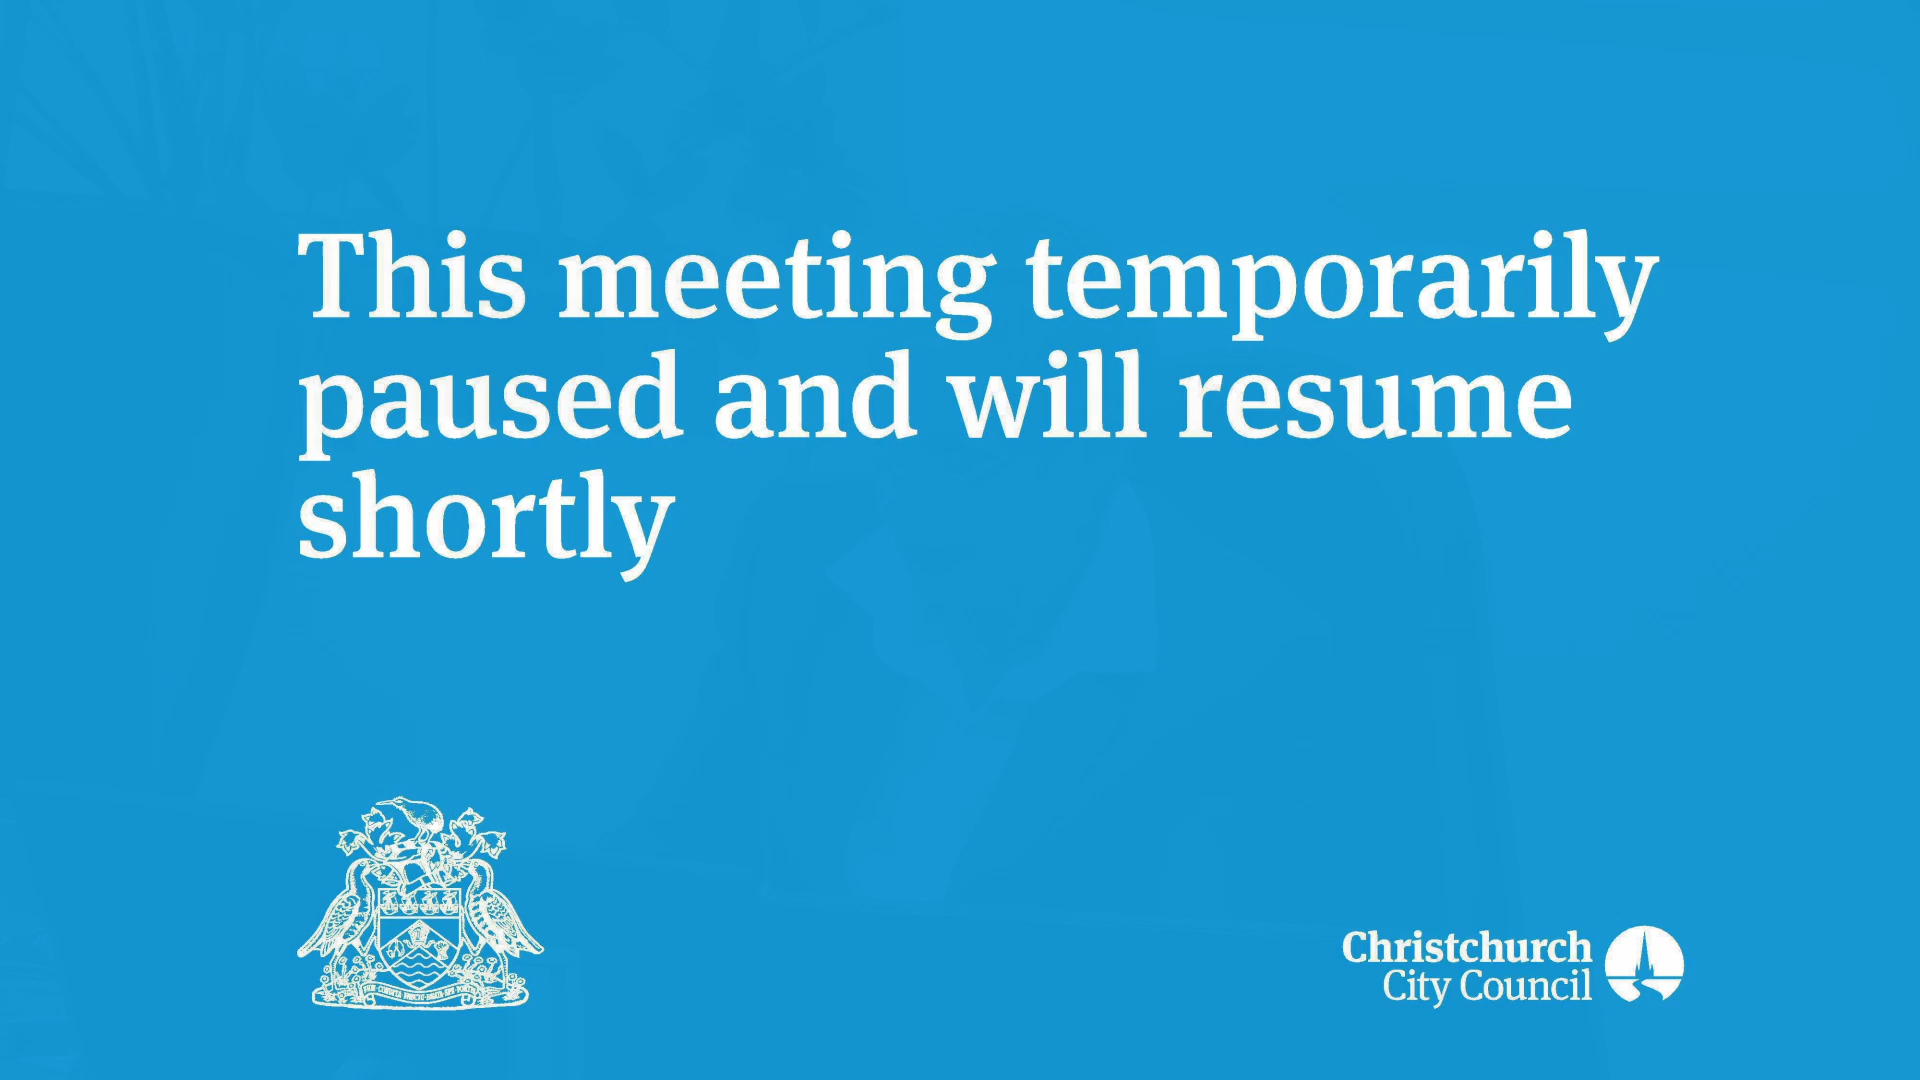 This meeting temporarily
paused and will resume
shortly
Christchurch
City Council